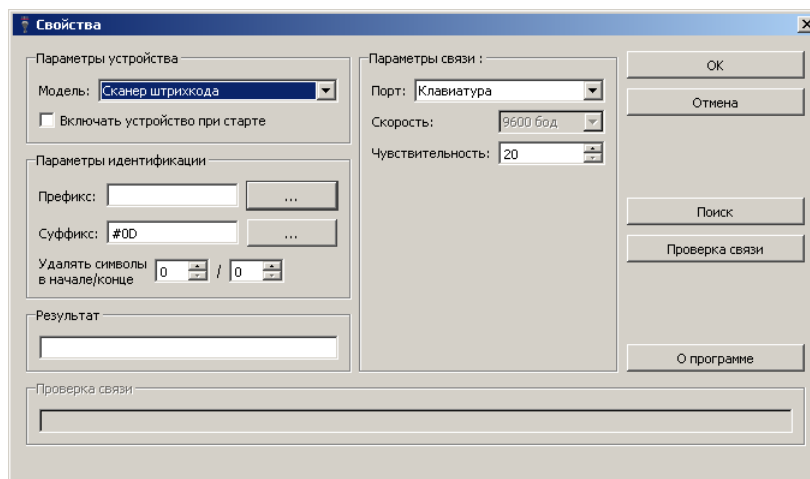 Свойства
Параметры устройства
Модель: Сканер штрихкода
Включать устройство при старте
Параметры идентификации
Префикс: ...
Суффикс: #0D ...
Удалять символы
в начале/конце 0 / 0
Результат
Параметры связи :
Порт: Клавиатура
Скорость: 9600 бод
Чувствительность: 20
OK
Отмена
Поиск
Проверка связи
О программе
Проверка связи